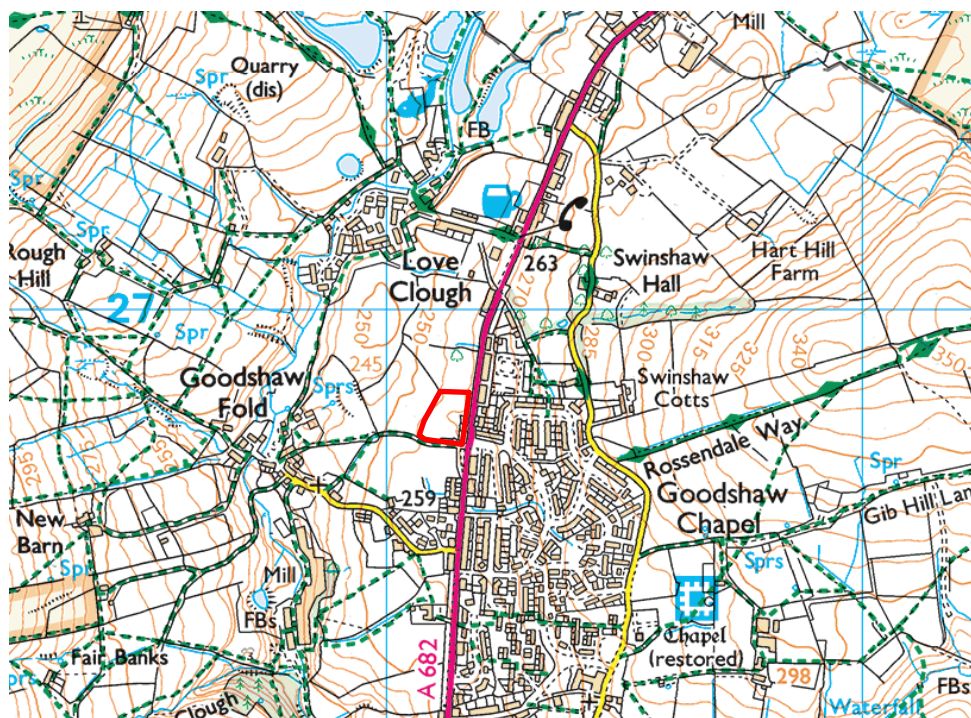 Mill
Quarry
(dis)
Spr
FB
Spr
Spr
Rough
Hill
27
Spr
Love
Clough
263
Swinshaw
Hall
Hart Hill
Farm
250
250
245
270
285
300
315
325
340
350
Goodshaw
Fold
Sprs
Swinshaw
Cotts
Rossendale Way
295
275
255
259
Goodshaw
Chapel
Spr
Gib Hill Lan
New
Barn
Spr
Mill
FBs
Sprs
Chapel
(restored)
Fair Banks
A 682
298
FBs
Clough
Waterfall